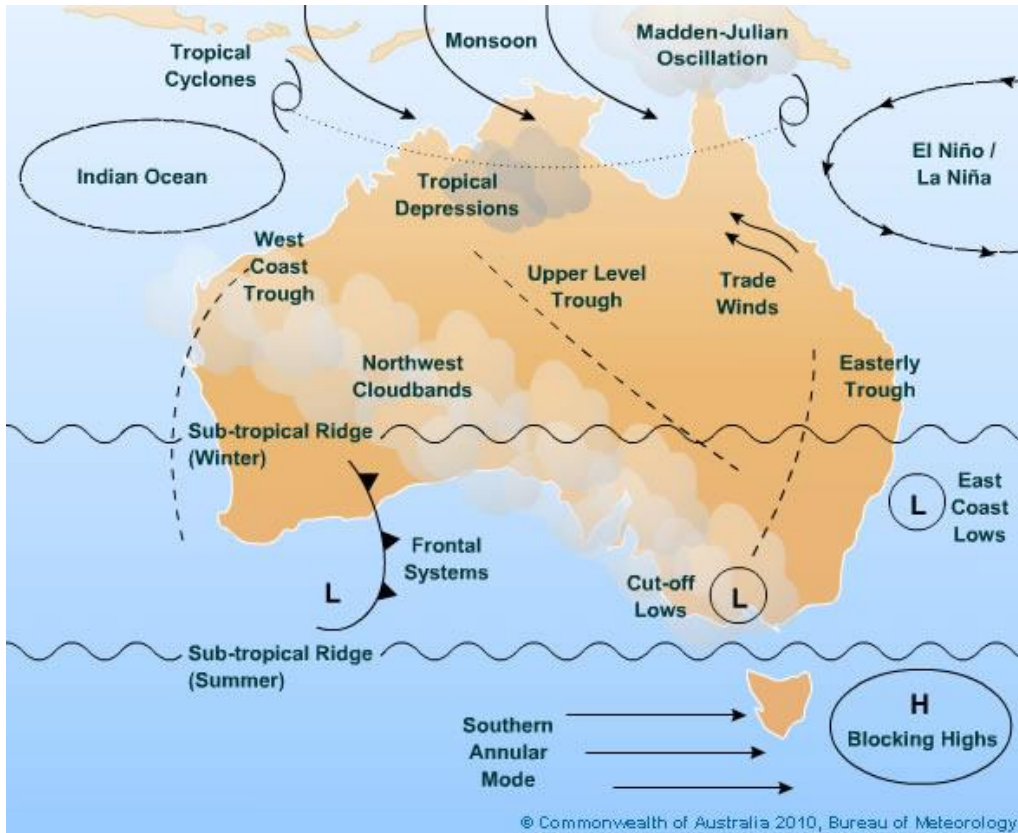 Tropical
Cyclones
Monsoon
Madden-Julian
Oscillation
Indian Ocean
El Niño /
La Niña
Tropical
Depressions
West
Coast
Trough
Upper Level
Trough
Trade
Winds
Northwest
Cloudbands
Easterly
Trough
Sub-tropical Ridge
(Winter)
L
East
Coast
Lows
Frontal
Systems
L
Cut-off
Lows
L
Sub-tropical Ridge
(Summer)
H
Blocking Highs
Southern
Annular
Mode
© Commonwealth of Australia 2010, Bureau of Meteorology